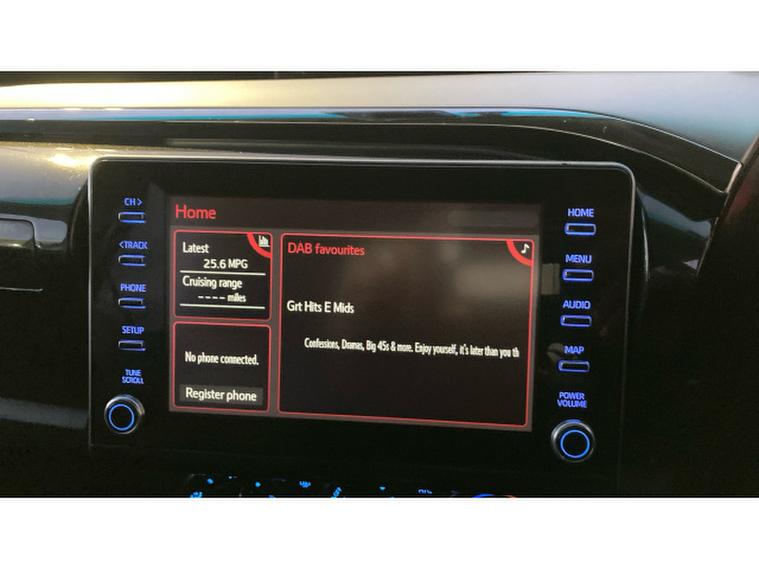 CH >
<TRACK
PHONE
SETUP
TUNE
SCROLL
Home
Latest
25.6 MPG
Cruising range
---- miles
No phone connected.
Register phone
DAB favourites
Grt Hits E Mids
Confessions, Dramas, Big 45s & more. Enjoy yourself, it's later than you th
HOME
MENU
AUDIO
MAP
POWER
VOLUME